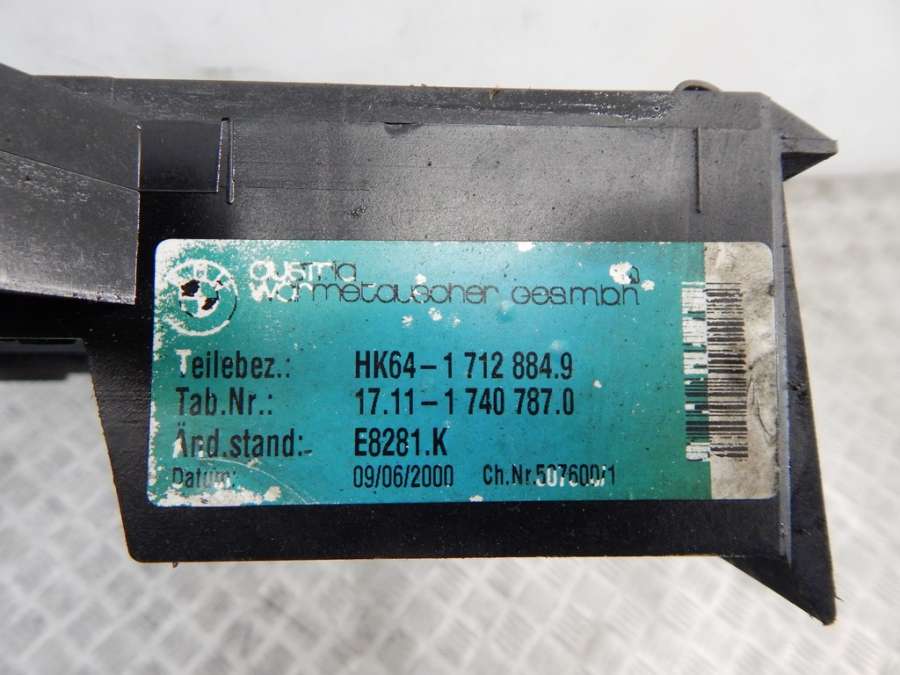 austria
wärmetauscher ges.m.b.h
Teilebez.: HK64-1 712 884.9
Tab.Nr.: 17.11-1 740 787.0
Änd.stand: E8281.K
Datum: 09/06/2000 Ch.Nr.507600/1